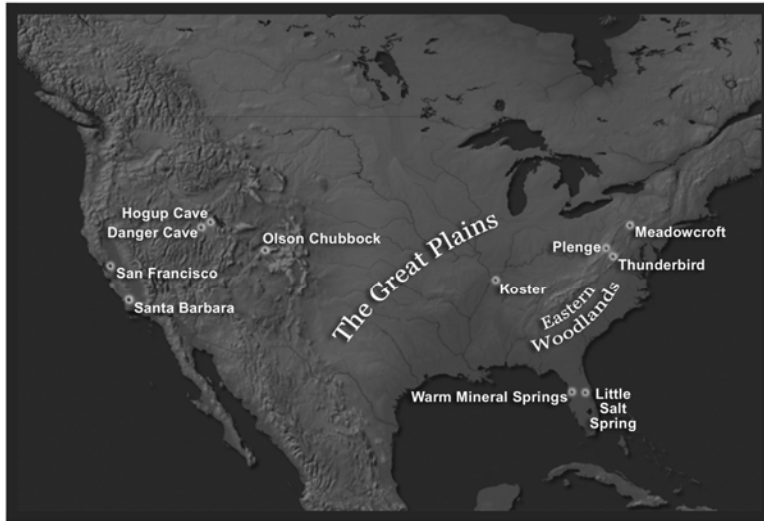 Hogup Cave
Danger Cave
Olson Chubbock
San Francisco
Santa Barbara
The Great Plains
Meadowcroft
Plenge
Thunderbird
Koster
Eastern
Woodlands
Warm Mineral Springs
Little
Salt
Spring